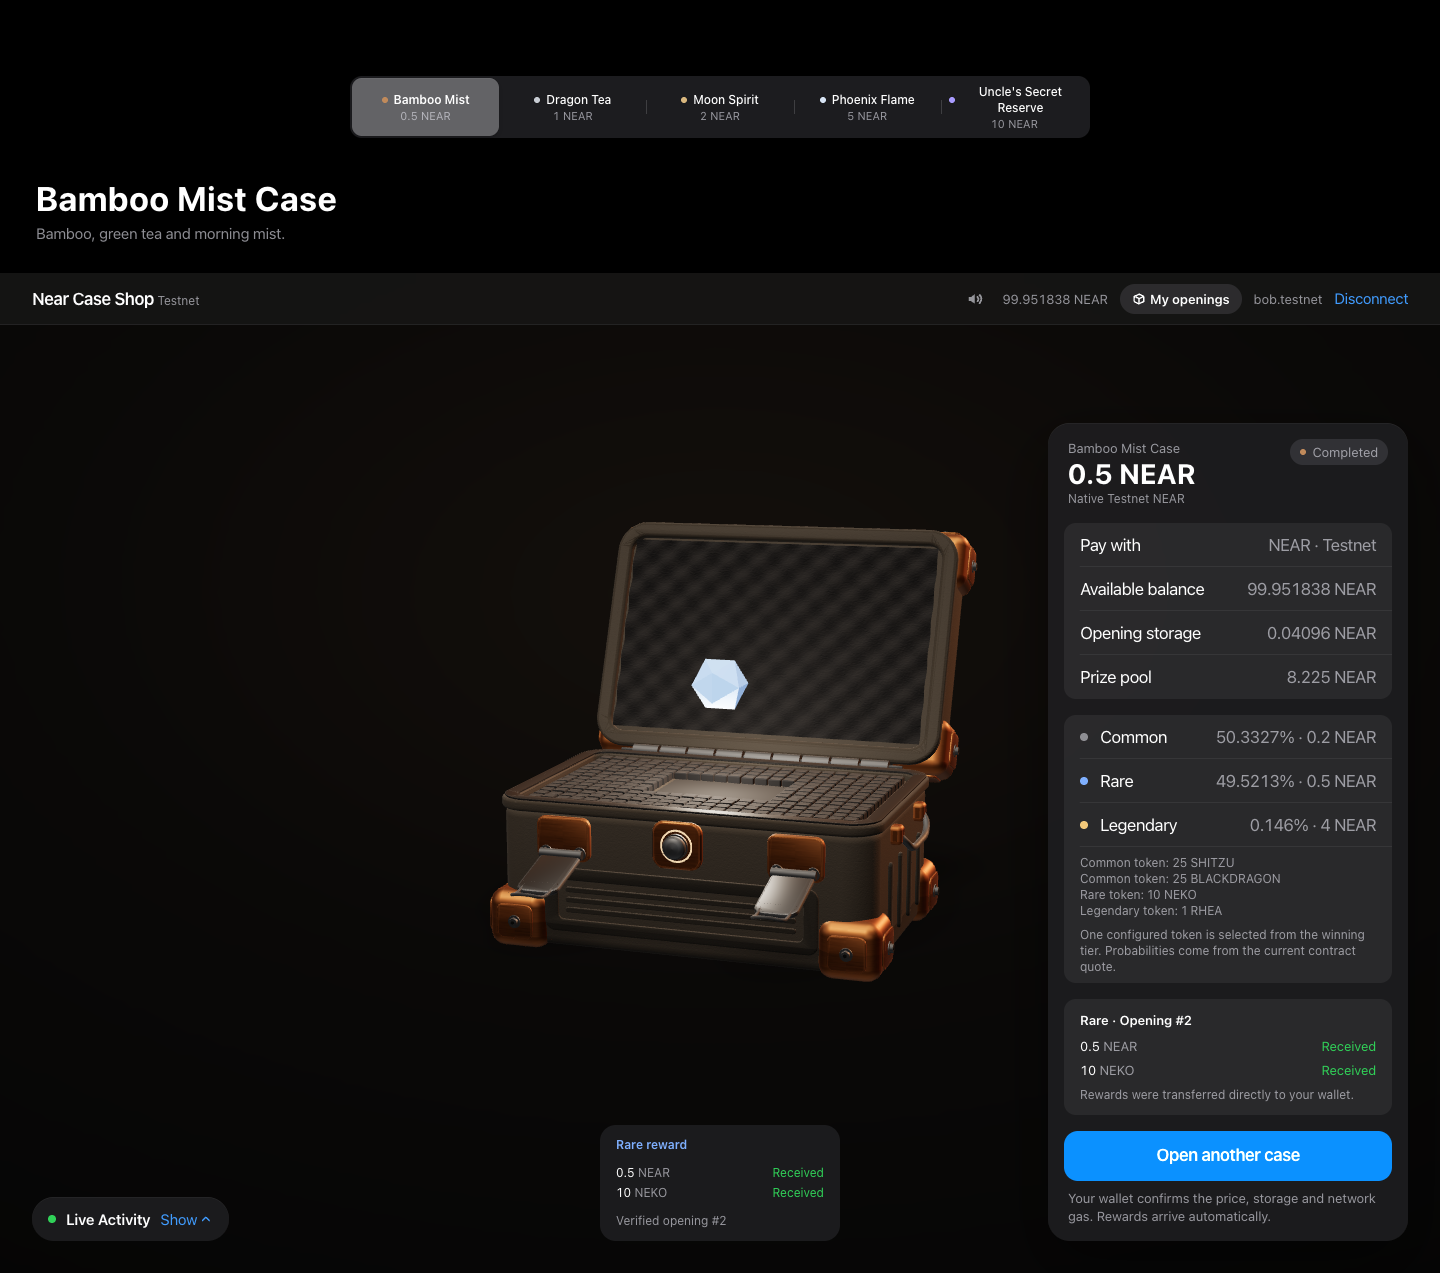 Bamboo Mist
0.5 NEAR
Dragon Tea
1 NEAR
Moon Spirit
2 NEAR
Phoenix Flame
5 NEAR
Uncle's Secret
Reserve
10 NEAR
Bamboo Mist Case
Bamboo, green tea and morning mist.
Near Case Shop Testnet
99.951838 NEAR
My openings
bob.testnet
Disconnect
Bamboo Mist Case
Completed
0.5 NEAR
Native Testnet NEAR
Pay with NEAR · Testnet
Available balance 99.951838 NEAR
Opening storage 0.04096 NEAR
Prize pool 8.225 NEAR
Common 50.3327% · 0.2 NEAR
Rare 49.5213% · 0.5 NEAR
Legendary 0.146% · 4 NEAR
Common token: 25 SHITZU
Common token: 25 BLACKDRAGON
Rare token: 10 NEKO
Legendary token: 1 RHEA
One configured token is selected from the winning
tier. Probabilities come from the current contract
quote.
Rare · Opening #2
0.5 NEAR Received
10 NEKO Received
Rewards were transferred directly to your wallet.
Open another case
Your wallet confirms the price, storage and network
gas. Rewards arrive automatically.
Rare reward
0.5 NEAR Received
10 NEKO Received
Verified opening #2
Live Activity Show